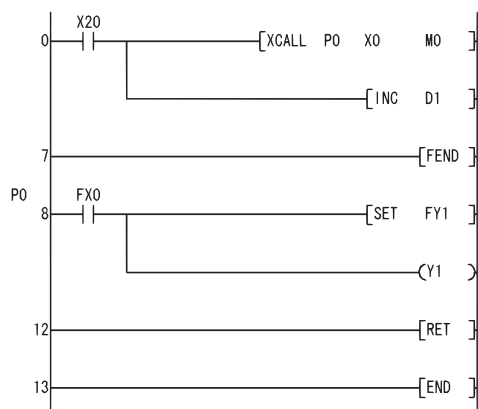 X20
0 [XCALL P0 X0 M0 ]
[INC D1 ]
7 [FEND ]
P0 FX0
8 [SET FY1 ]
(Y1 )
12 [RET ]
13 [END ]